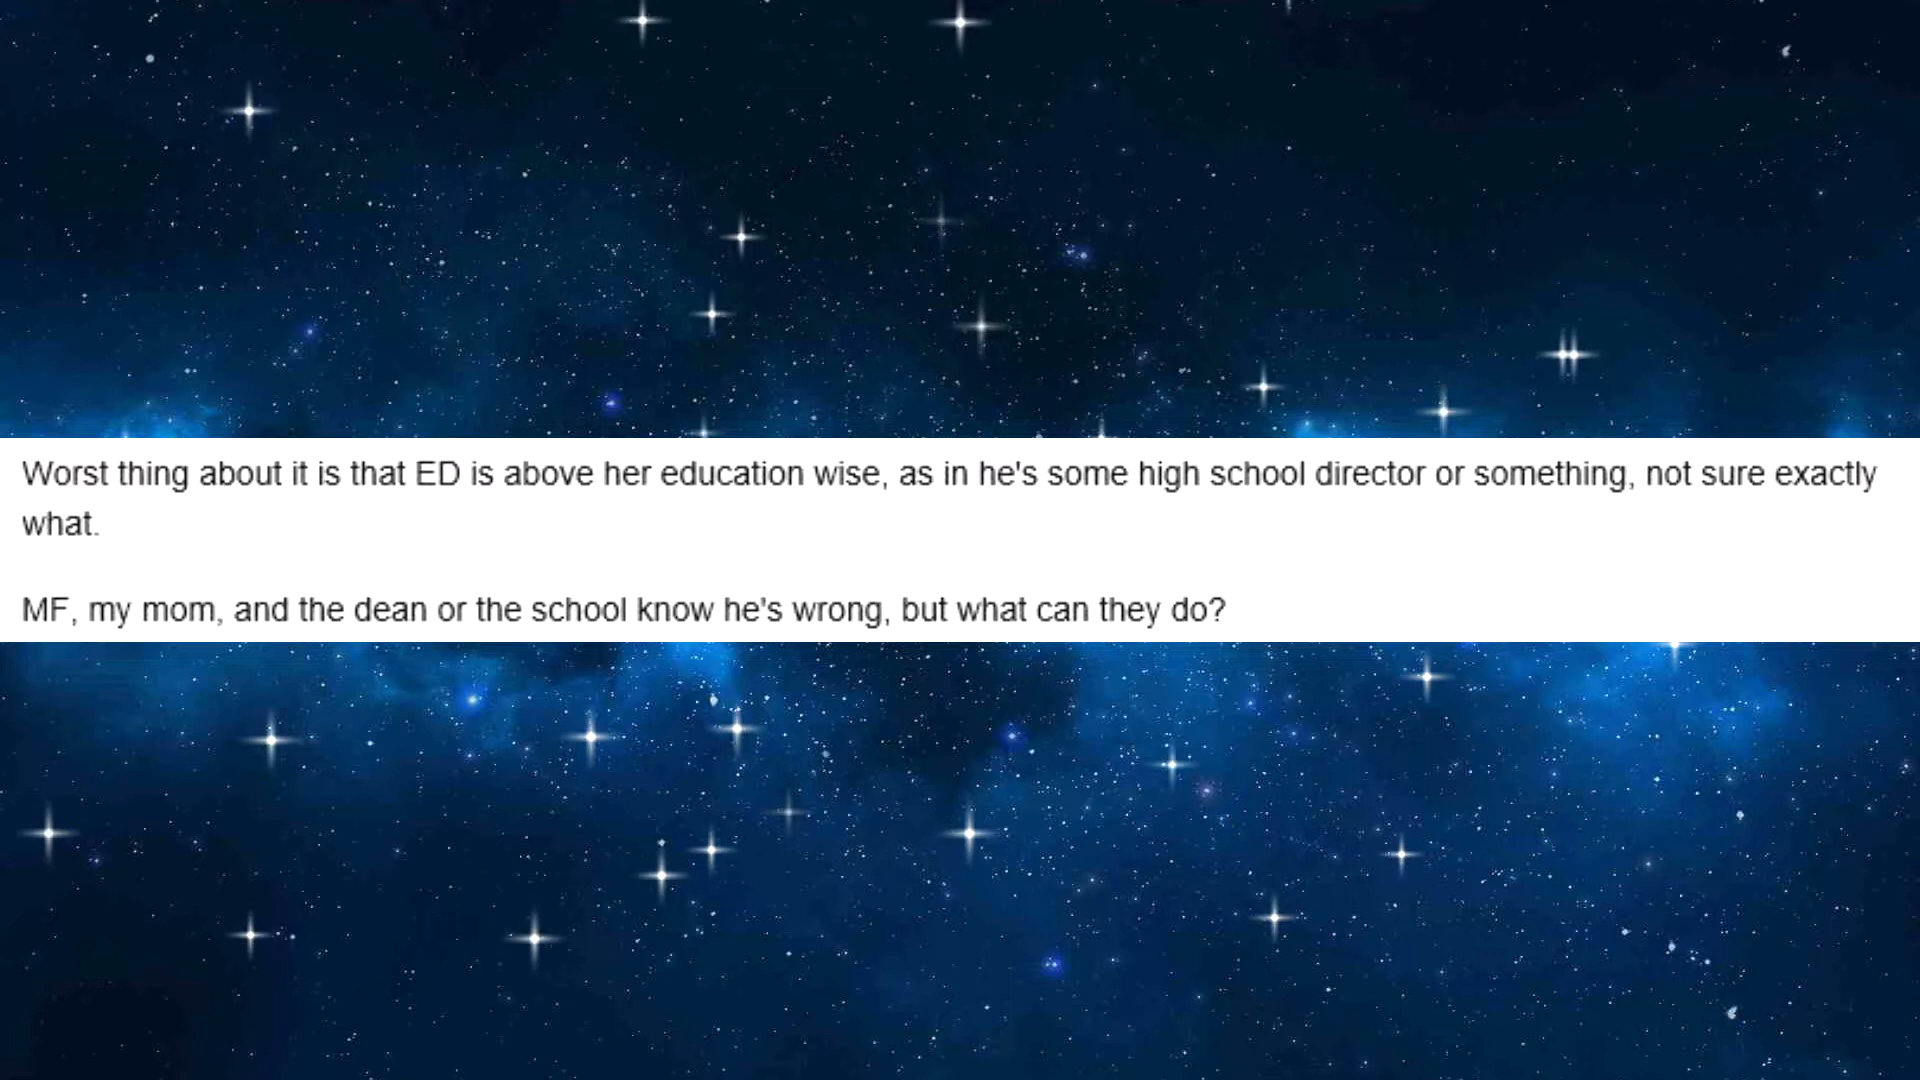 Worst thing about it is that ED is above her education wise, as in he's some high school director or something, not sure exactly
what.
MF, my mom, and the dean or the school know he's wrong, but what can they do?